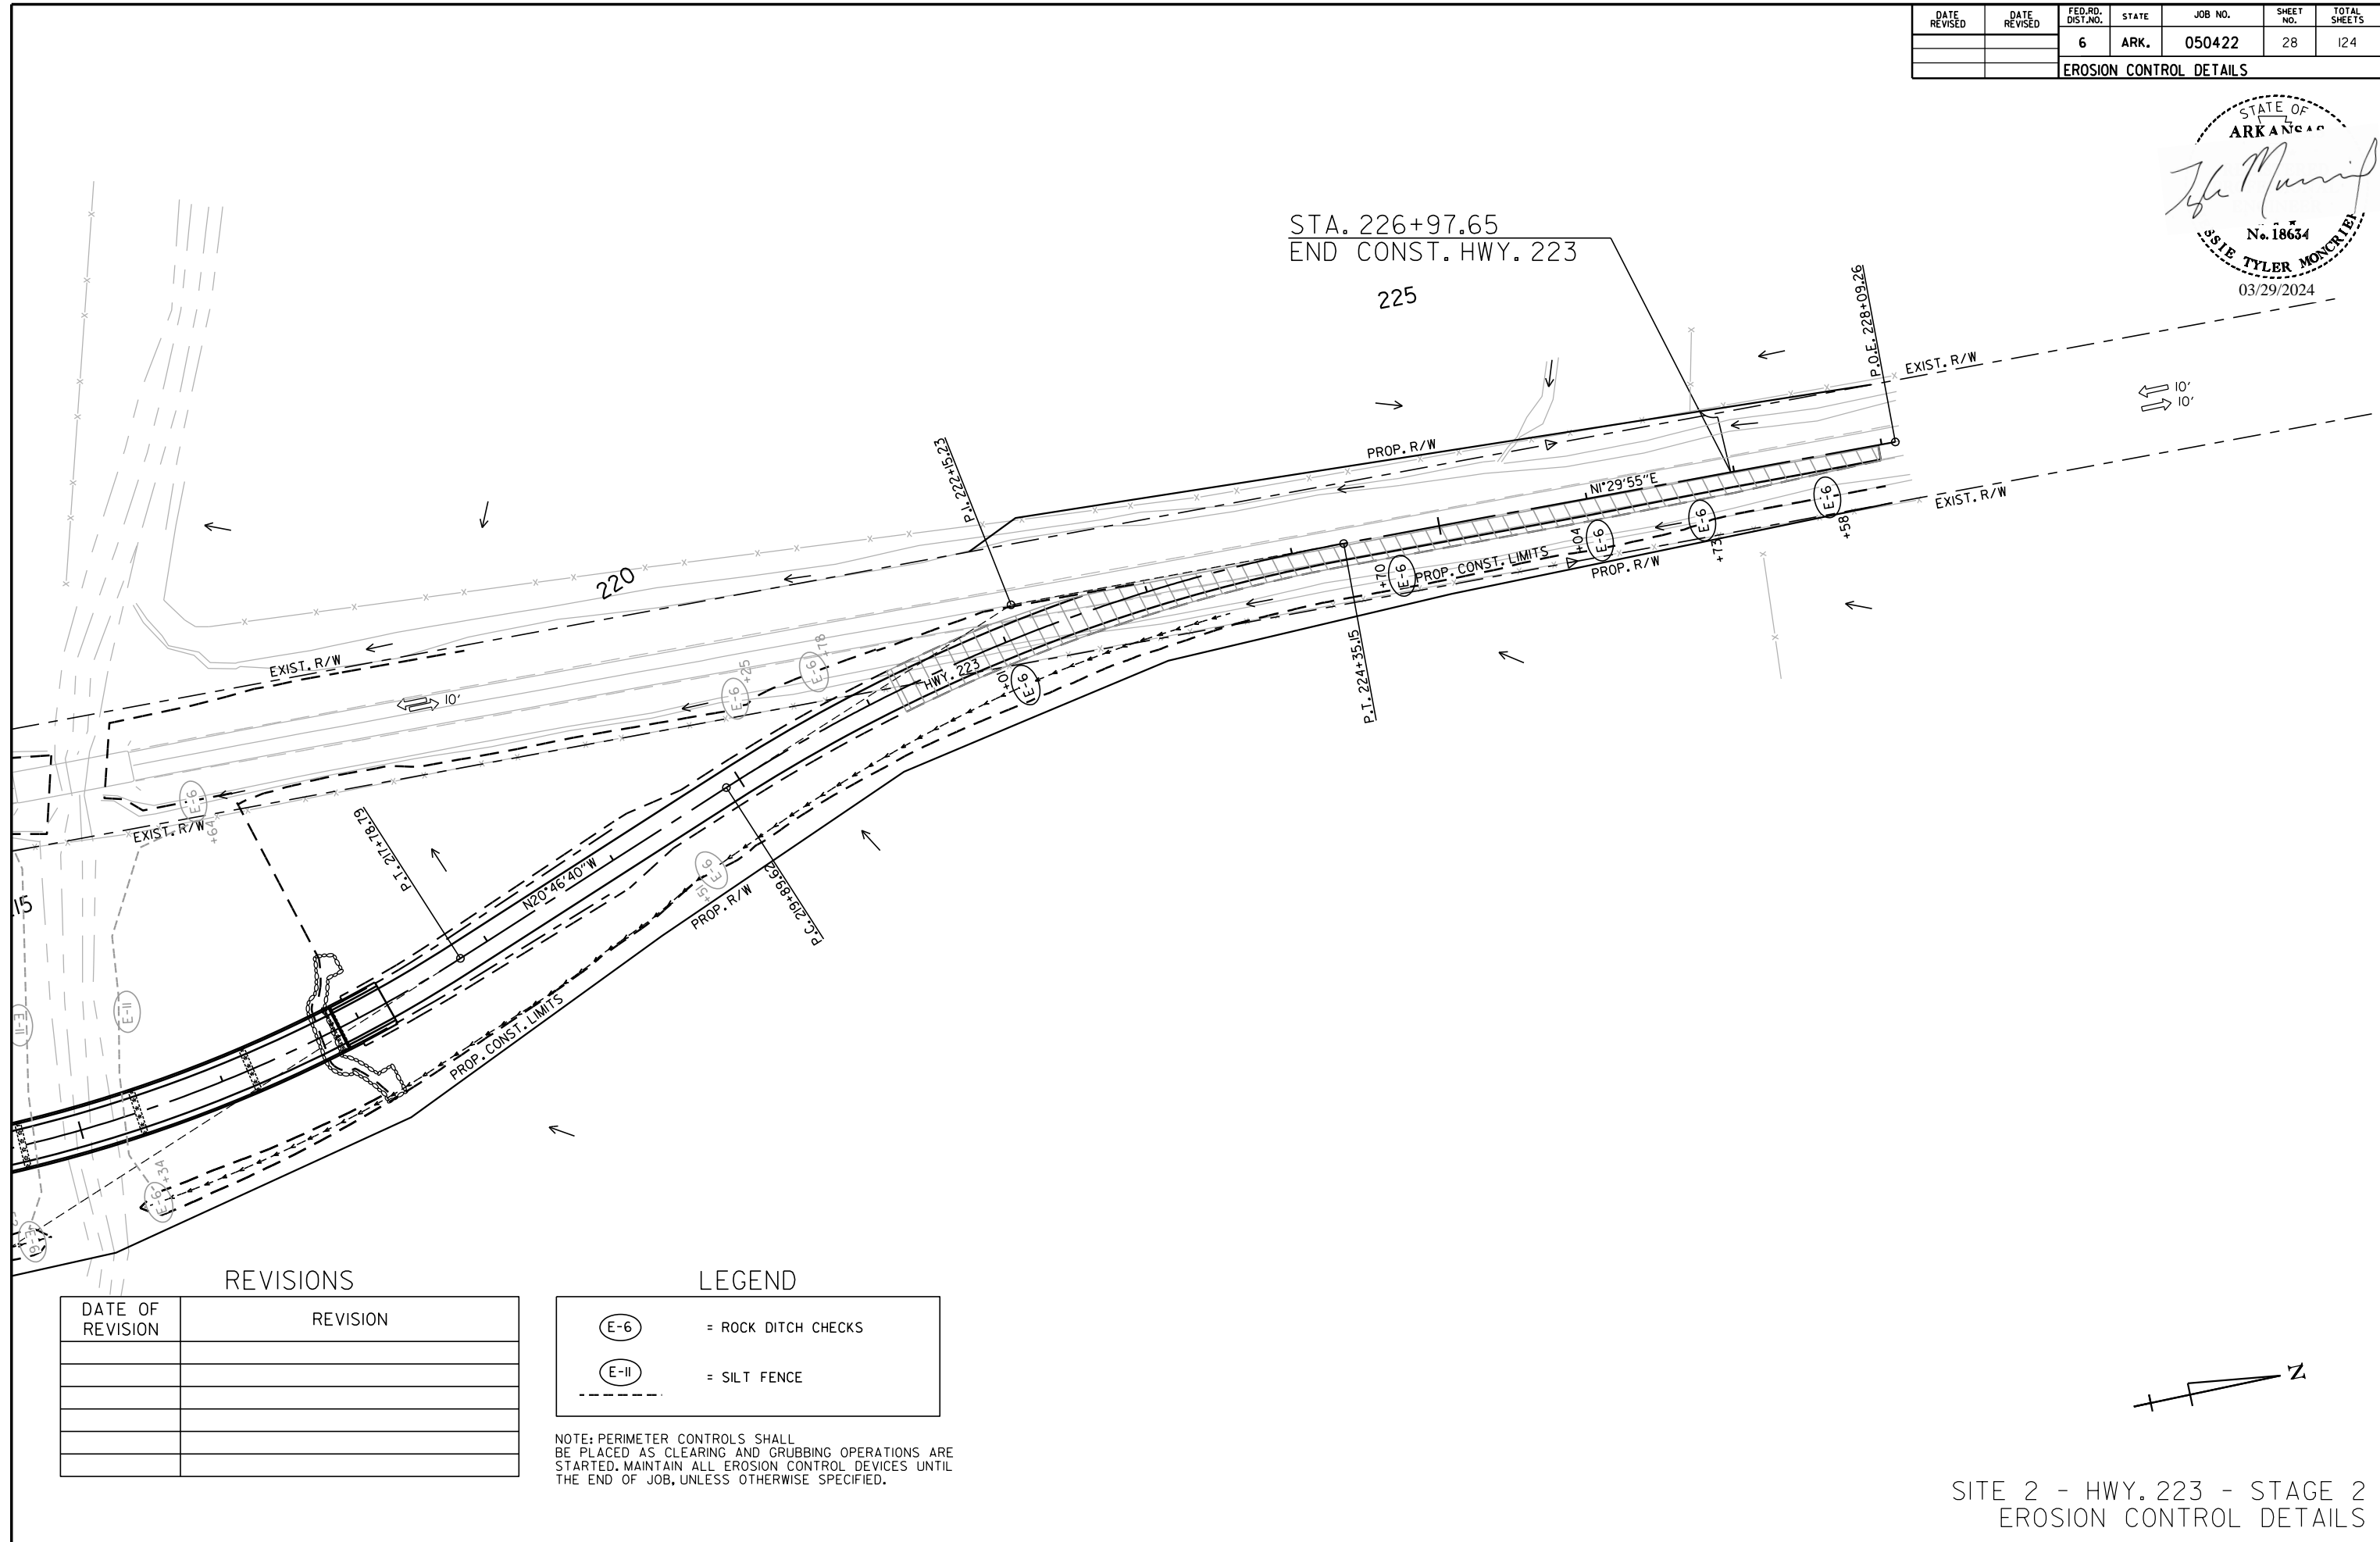 DATE REVISED
DATE REVISED
FED.RD. DIST.NO.
STATE
JOB NO.
SHEET NO.
TOTAL SHEETS
6
ARK.
050422
28
124
EROSION CONTROL DETAILS
STATE OF
ARKANSAS
No. 18634
SSIE TYLER MONCRIEF
03/29/2024
STA. 226+97.65
END CONST. HWY. 223
225
P.O.E. 228+09.26
EXIST. R/W
10'
10'
PROP. R/W
P.I. 222+15.23
N1°29'55"E
EXIST. R/W
E-6
+58
E-6
+73
E-6
+04
PROP. CONST. LIMITS
PROP. R/W
E-6
+70
220
P.T. 224+35.15
EXIST. R/W
E-6
+78
E-6
+25
HWY. 223
E-6
+01
10'
E-6
+64
EXIST. R/W
P.T. 217+78.79
N20°46'40"W
E-6
+51
P.C. 219+89.62
PROP. R/W
15
E-11
E-11
PROP. CONST. LIMITS
E-6
+34
E-6
REVISIONS
DATE OF REVISION
REVISION
LEGEND
E-6
= ROCK DITCH CHECKS
E-11
= SILT FENCE
NOTE: PERIMETER CONTROLS SHALL
BE PLACED AS CLEARING AND GRUBBING OPERATIONS ARE
STARTED. MAINTAIN ALL EROSION CONTROL DEVICES UNTIL
THE END OF JOB, UNLESS OTHERWISE SPECIFIED.
N
SITE 2 - HWY. 223 - STAGE 2
EROSION CONTROL DETAILS